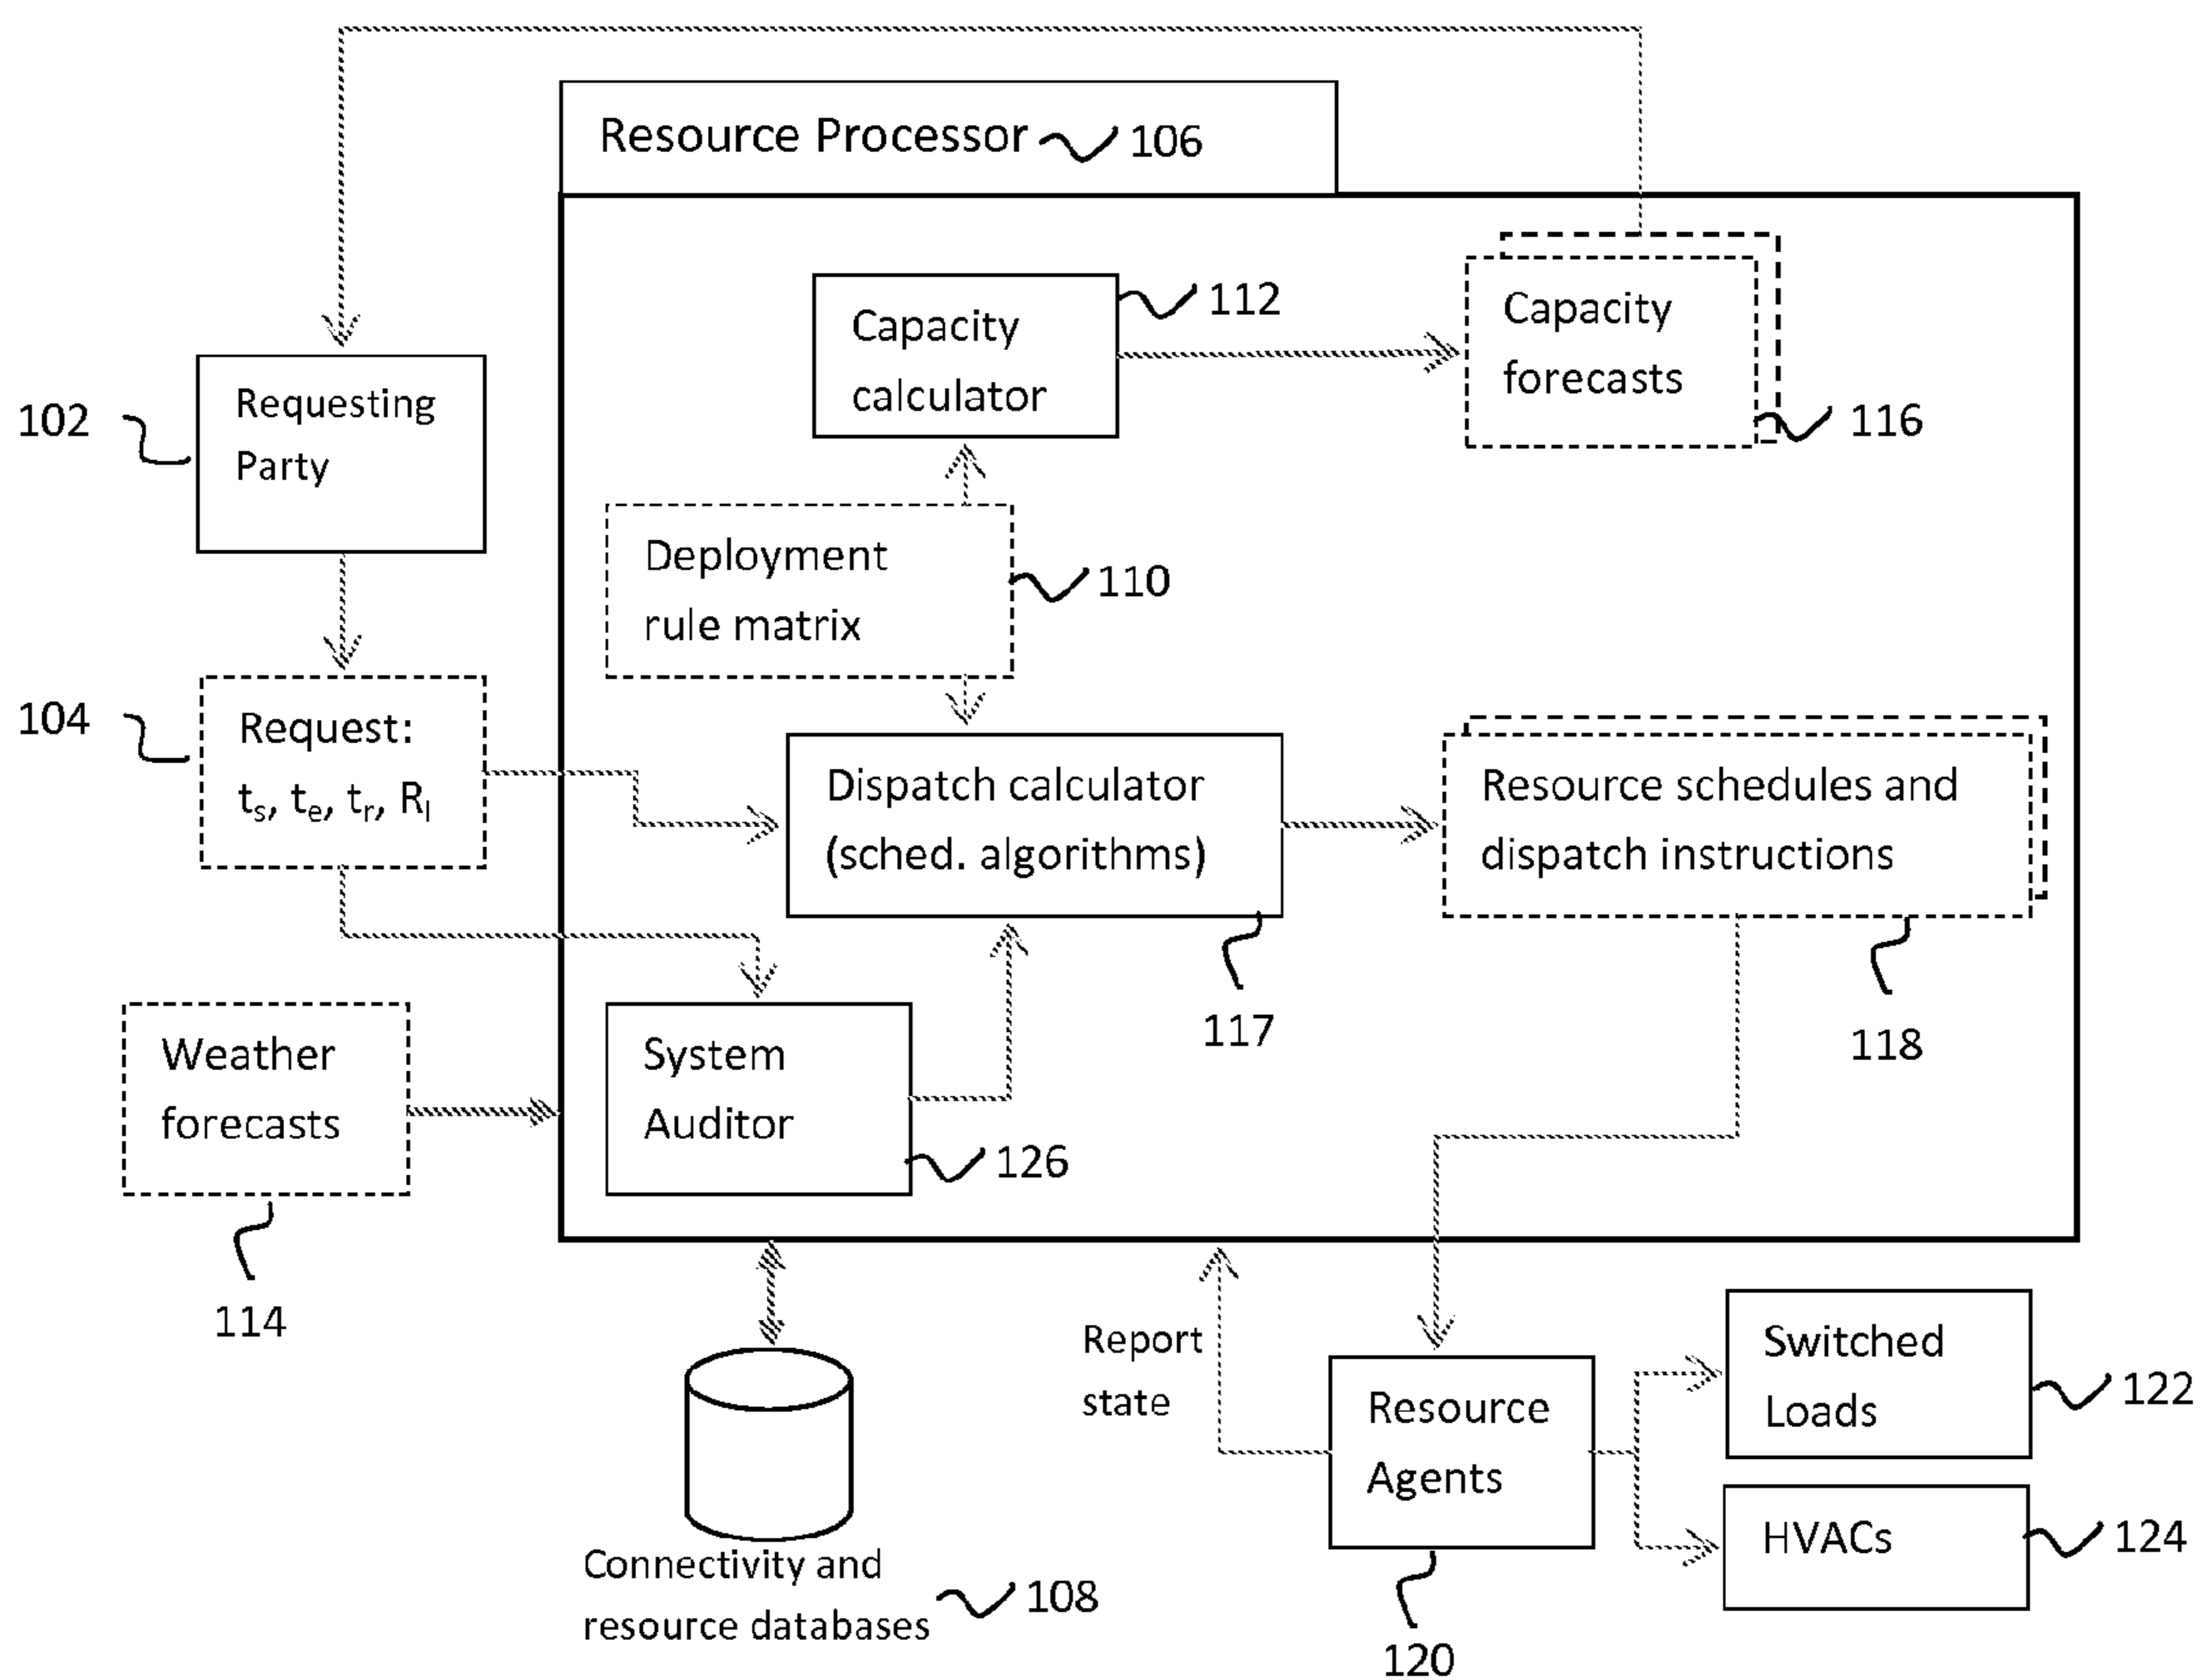 Resource Processor 106
Capacity
calculator
112
Capacity
forecasts
116
102
Requesting
Party
Deployment
rule matrix
110
104
Request:
ts, te, tr, Rl
Dispatch calculator
(sched. algorithms)
117
Resource schedules and
dispatch instructions
118
Weather
forecasts
114
System
Auditor
126
Report
state
Resource
Agents
120
Switched
Loads
122
HVACs
124
Connectivity and
resource databases
108